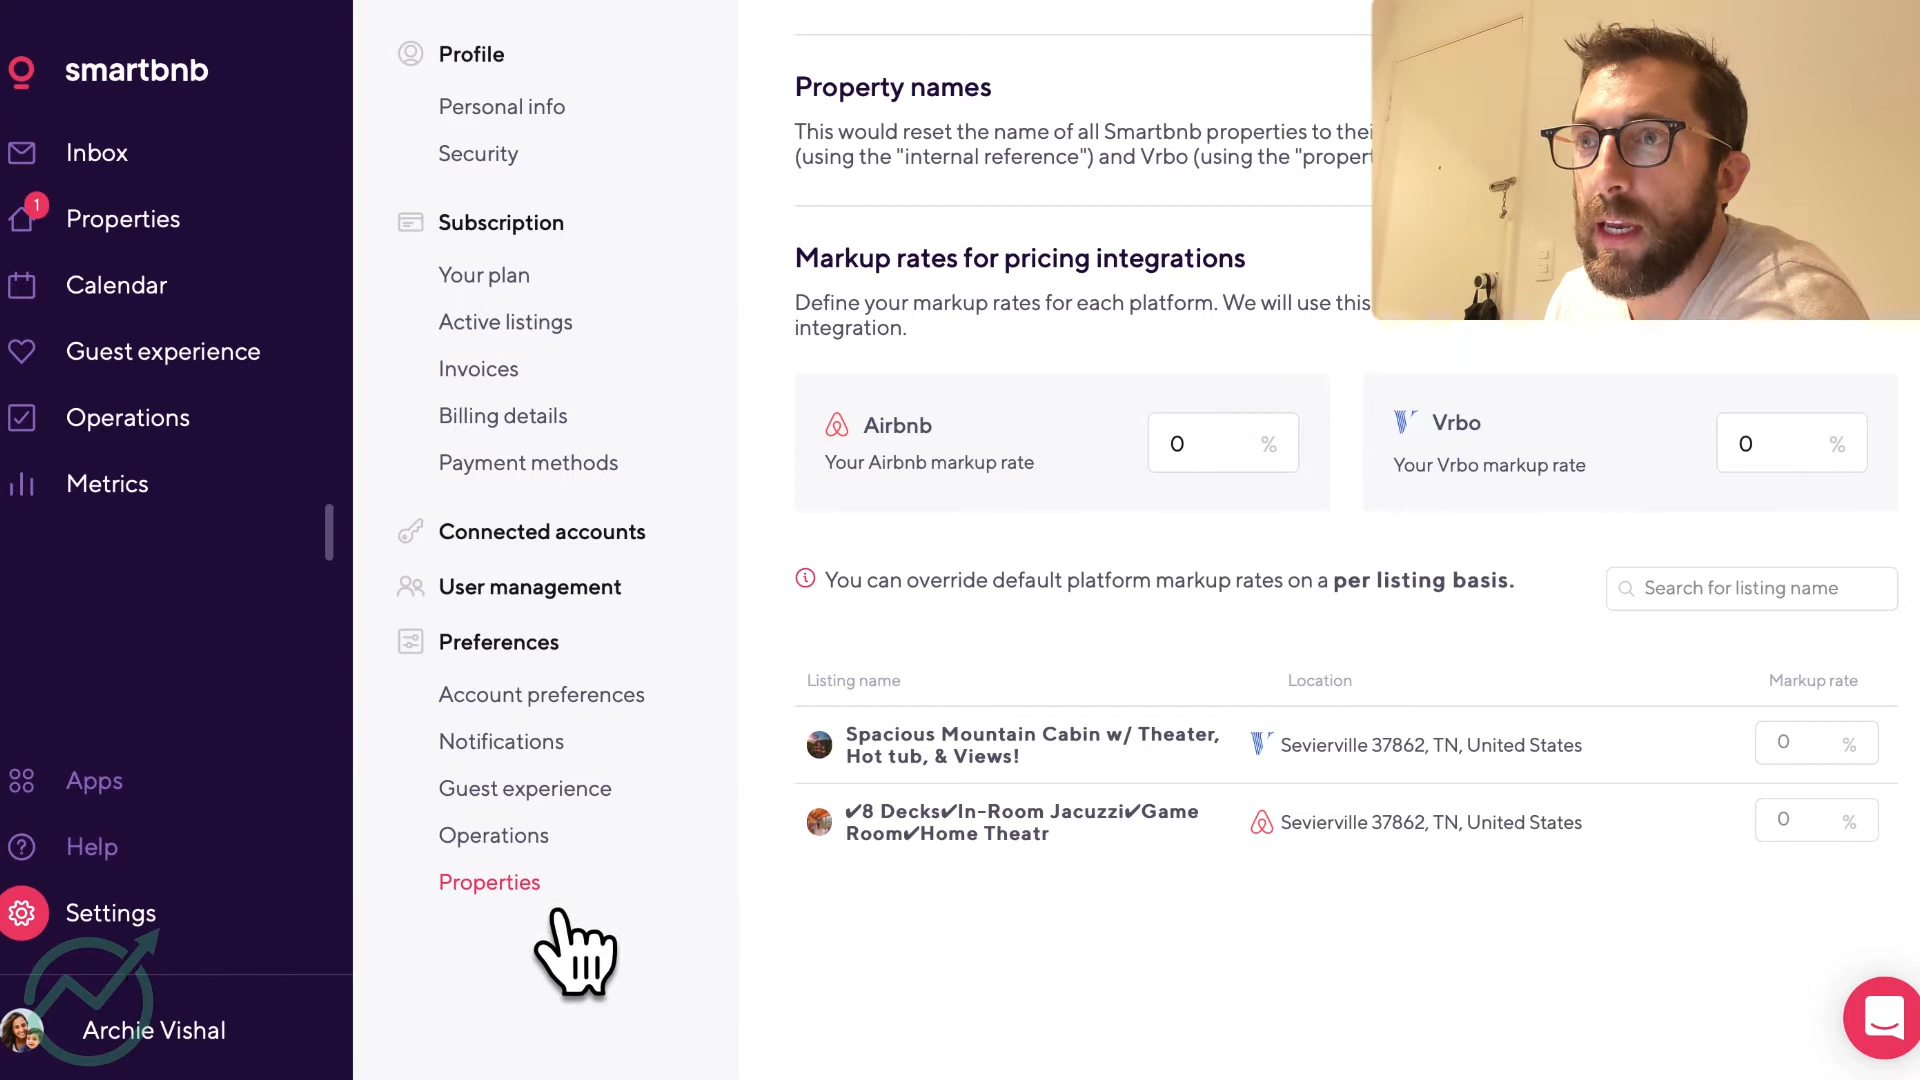 smartbnb
Inbox
1
Properties
Calendar
Guest experience
Operations
Metrics
Apps
Help
Settings
Archie Vishal
Profile
Personal info
Security
Subscription
Your plan
Active listings
Invoices
Billing details
Payment methods
Connected accounts
User management
Preferences
Account preferences
Notifications
Guest experience
Operations
Properties
Property names
This would reset the name of all Smartbnb properties to
(using the "internal reference") and Vrbo (using the
Markup rates for pricing integrations
Define your markup rates for each platform. We will use this
integration.
Airbnb
Your Airbnb markup rate
0 %
Vrbo
Your Vrbo markup rate
0 %
You can override default platform markup rates on a per listing basis.
Search for listing name
Listing name Location Markup rate
Spacious Mountain Cabin w/ Theater,
Hot tub, & Views!
Sevierville 37862, TN, United States
0 %
✔8 Decks✔In-Room Jacuzzi✔Game
Room✔Home Theatr
Sevierville 37862, TN, United States
0 %